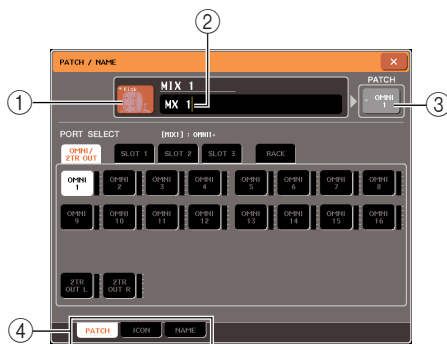 ②
PATCH / NAME
×
Kick
MIX 1
MX 1
PATCH
OMNI 1
①
③
PORT SELECT
[MIX1] : OMNI1+
OMNI/ 2TR OUT
SLOT 1
SLOT 2
SLOT 3
RACK
OMNI 1
OMNI 2
OMNI 3
OMNI 4
OMNI 5
OMNI 6
OMNI 7
OMNI 8
OMNI 9
OMNI 10
OMNI 11
OMNI 12
OMNI 13
OMNI 14
OMNI 15
OMNI 16
2TR OUT L
2TR OUT R
④
PATCH
ICON
NAME